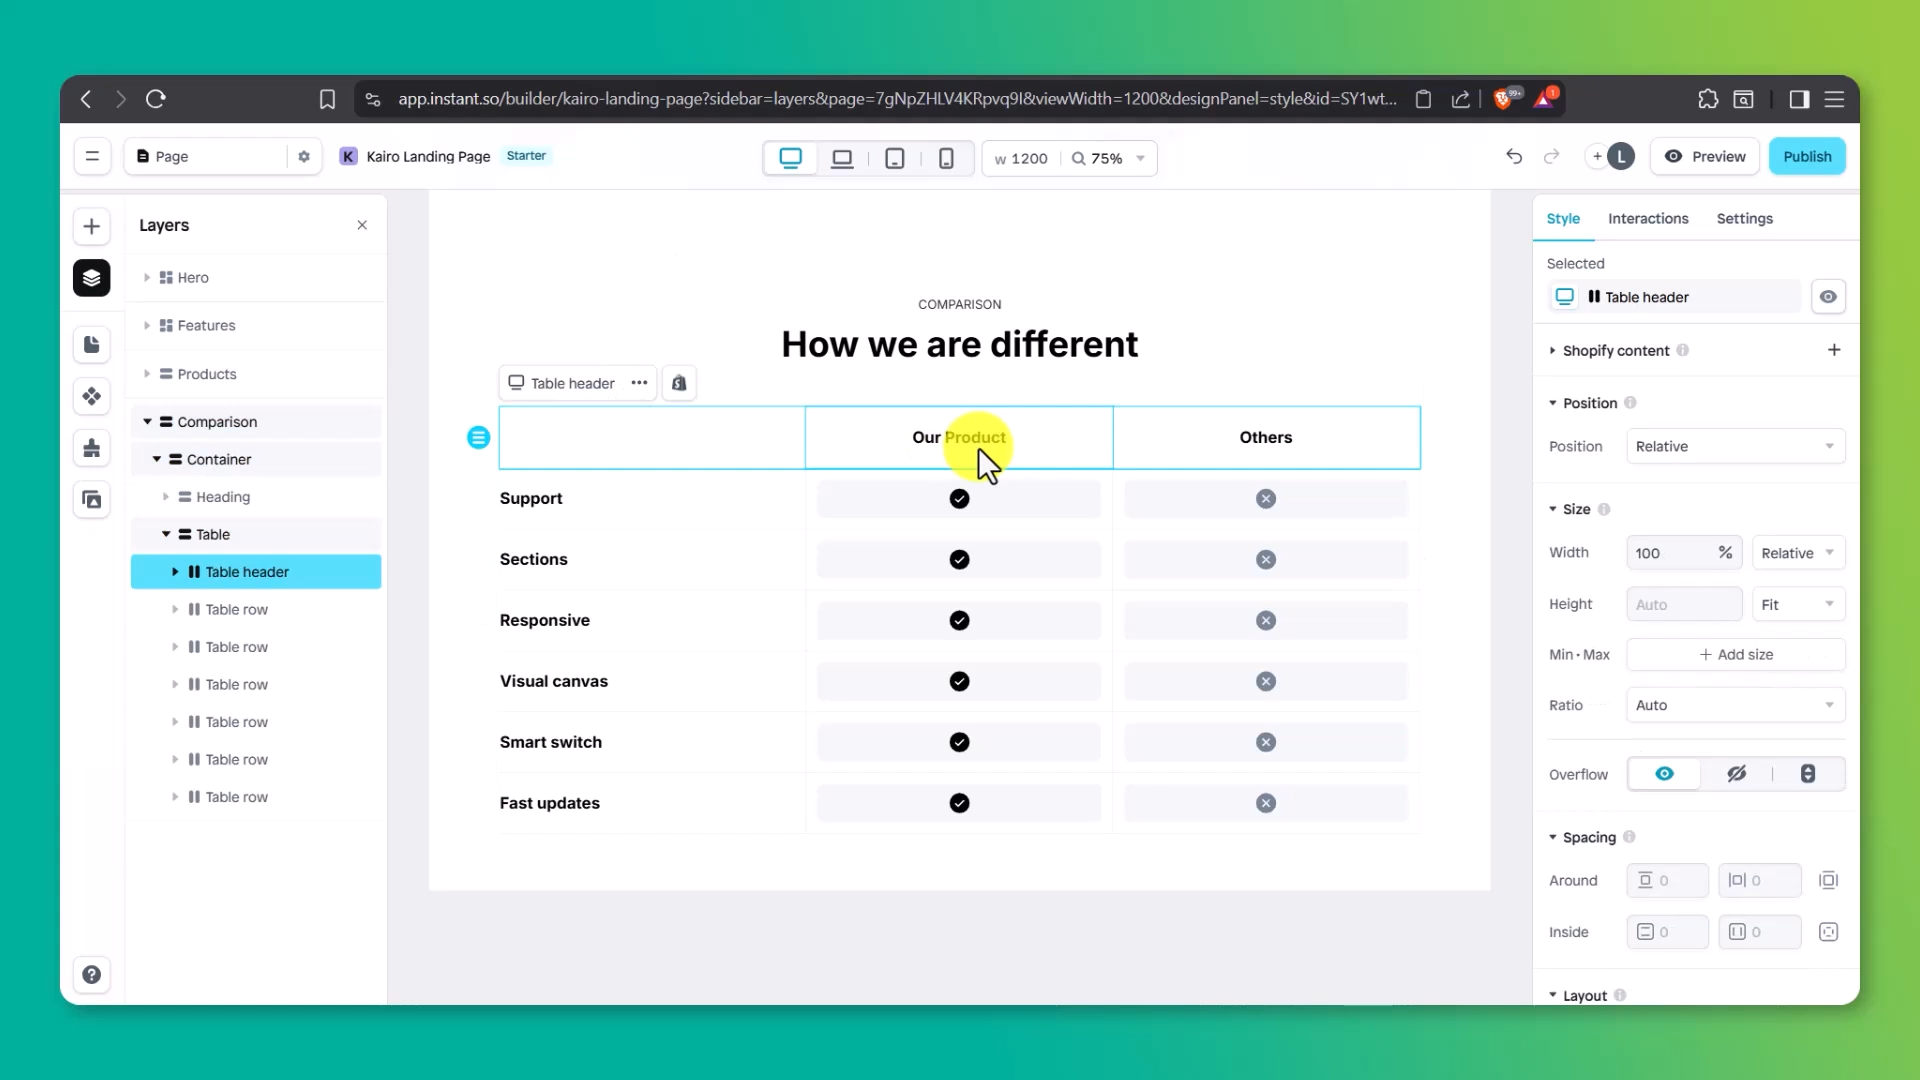 app.instant.so/builder/kairo-landing-page?sidebar=layers&page=7gNpZHLV4KRpvq9I&viewWidth=1200&designPanel=style&id=SY1wt...
99+
1
Page
K
Kairo Landing Page
Starter
W 1200
75%
+
L
Preview
Publish
Layers
Hero
Features
Products
Comparison
Container
Heading
Table
Table header
Table row
Table row
Table row
Table row
Table row
Table row
COMPARISON
How we are different
Table header
Our Product
Others
Support
Sections
Responsive
Visual canvas
Smart switch
Fast updates
Style
Interactions
Settings
Selected
Table header
Shopify content
Position
Position
Relative
Size
Width
100 %
Relative
Height
Auto
Fit
Min • Max
+ Add size
Ratio
Auto
Overflow
Spacing
Around
0
0
Inside
0
0
Layout